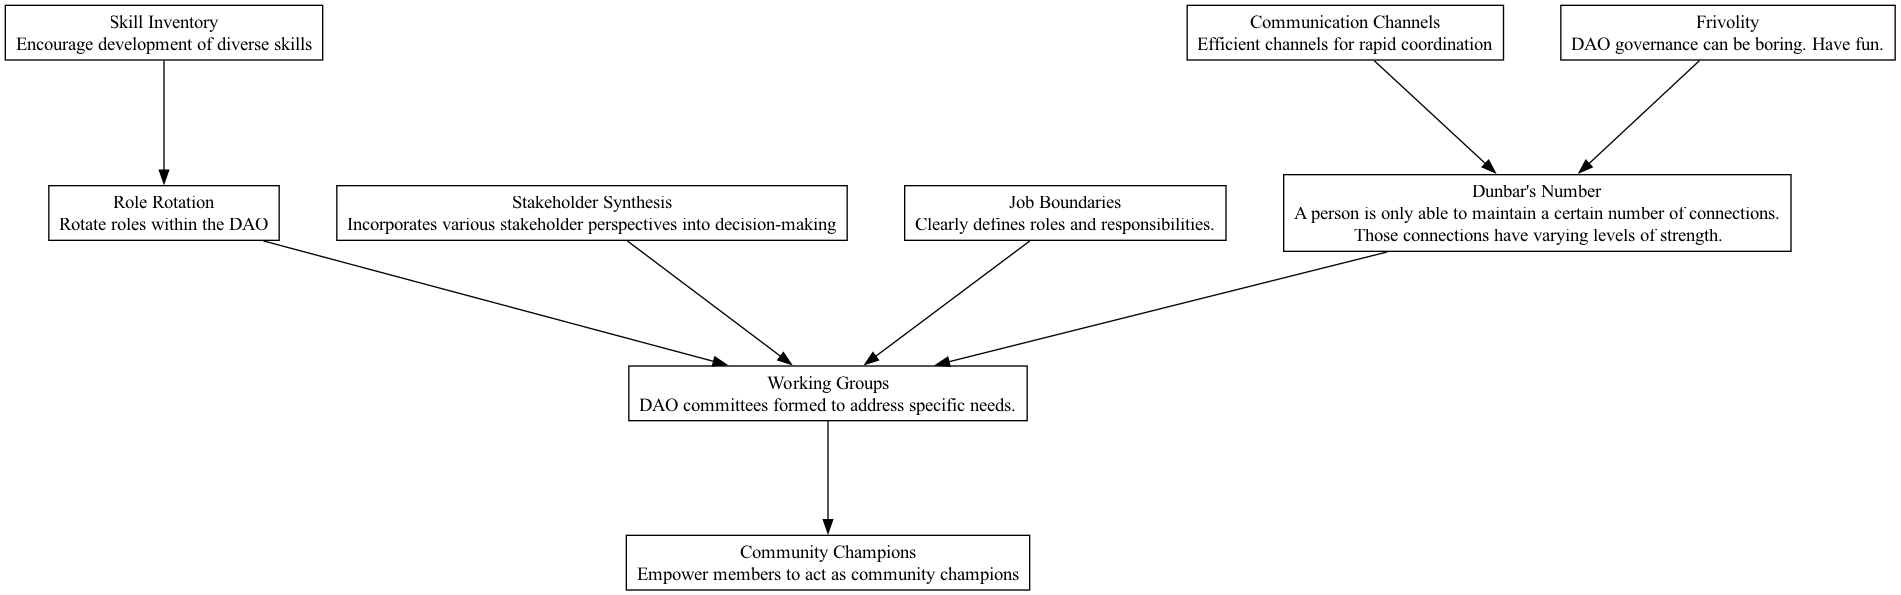 Skill Inventory
Encourage development of diverse skills
Communication Channels
Efficient channels for rapid coordination
Frivolity
DAO governance can be boring. Have fun.
Role Rotation
Rotate roles within the DAO
Stakeholder Synthesis
Incorporates various stakeholder perspectives into decision-making
Job Boundaries
Clearly defines roles and responsibilities.
Dunbar's Number
A person is only able to maintain a certain number of connections.
Those connections have varying levels of strength.
Working Groups
DAO committees formed to address specific needs.
Community Champions
Empower members to act as community champions